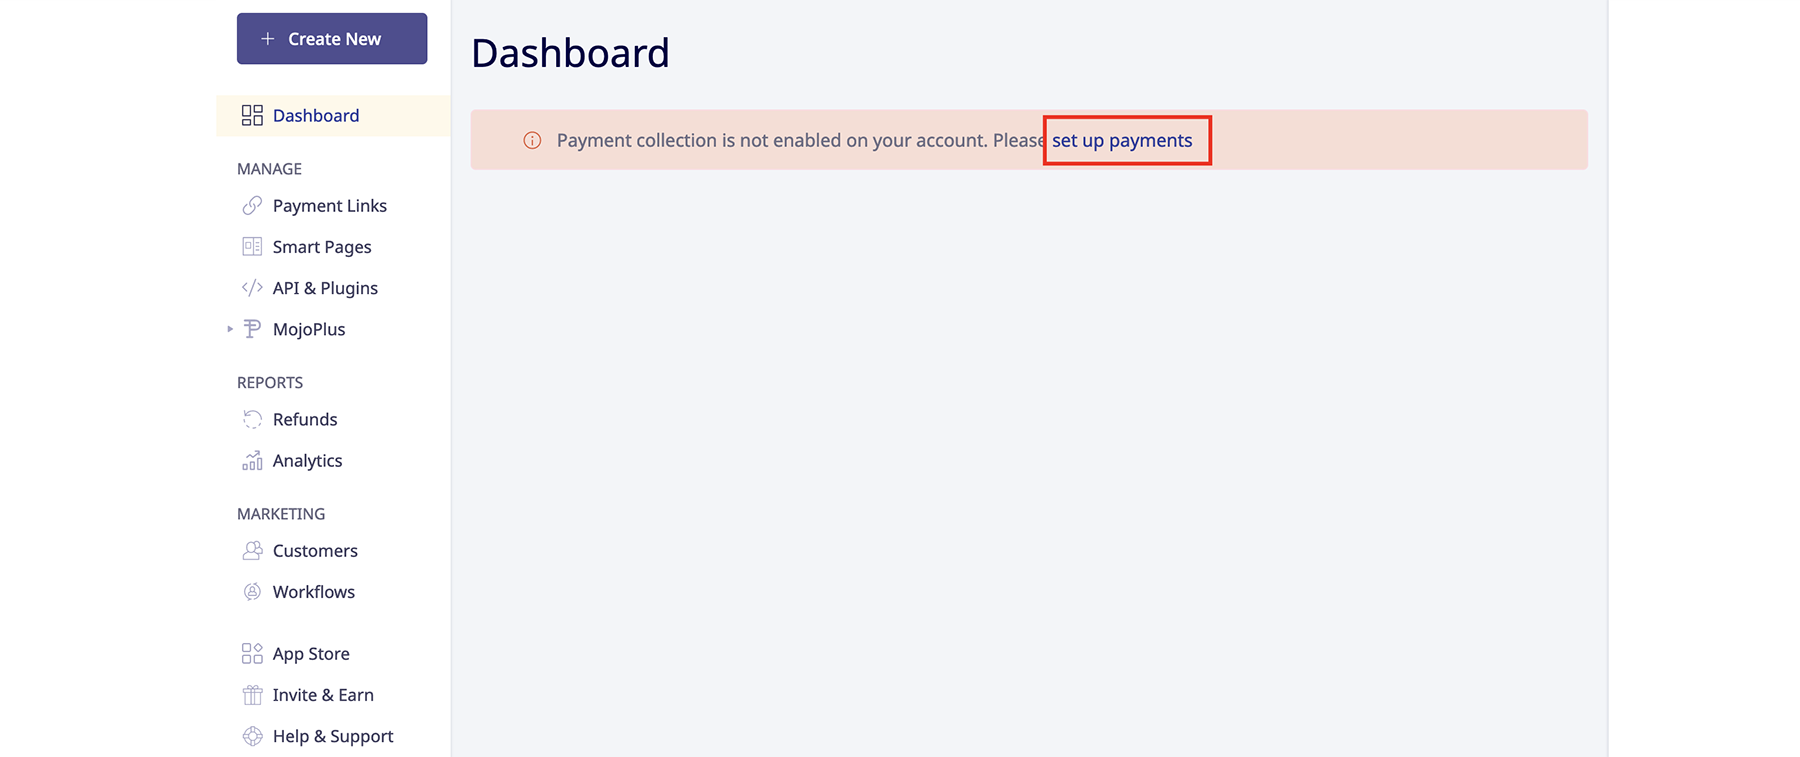 Create New
Dashboard
MANAGE
Payment Links
Smart Pages
API & Plugins
MojoPlus
REPORTS
Refunds
Analytics
MARKETING
Customers
Workflows
App Store
Invite & Earn
Help & Support
Dashboard
Payment collection is not enabled on your account. Please set up payments